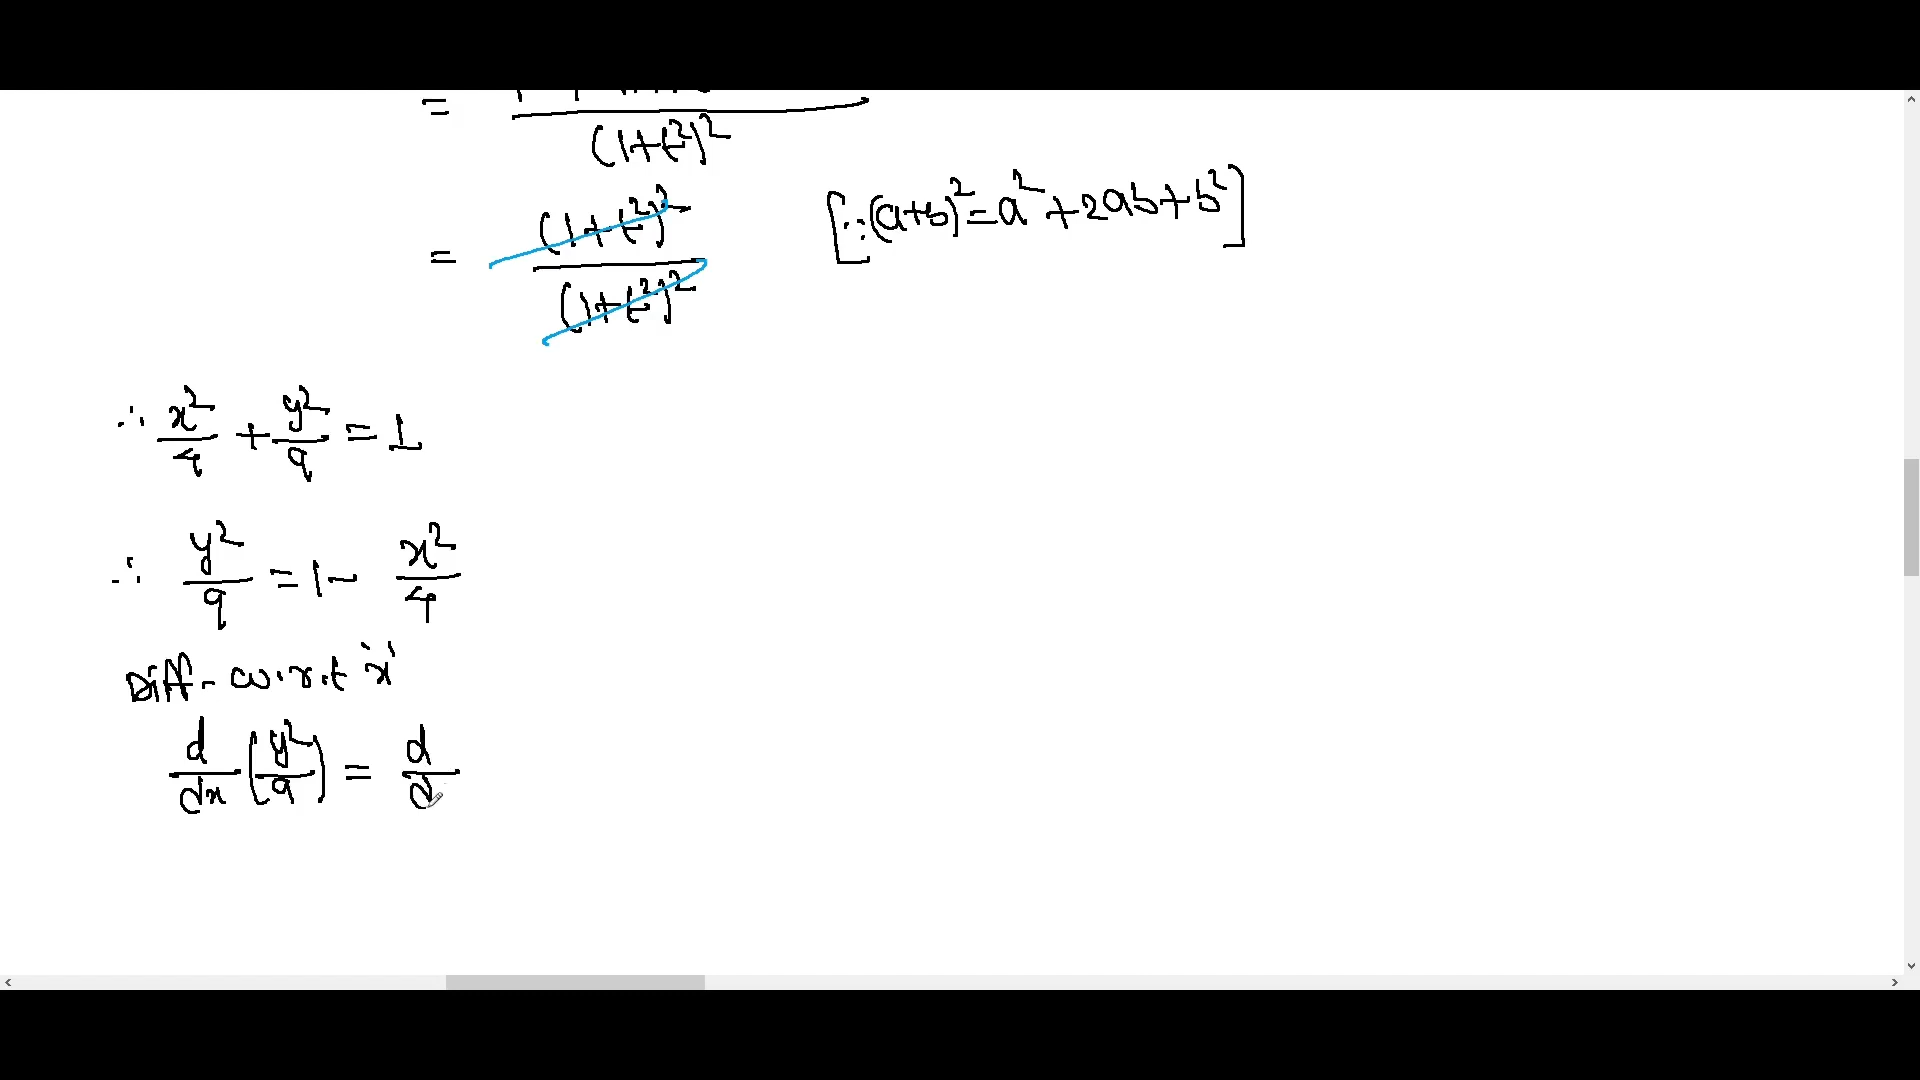 = (1+t²)²
= (1+t²)² / (1+t²)² [∵(a+b)²=a²+2ab+b²]
∴ x²/4 + y²/9 = 1
∴ y²/9 = 1 - x²/4
Diff. w.r.t 'x'
d/dx (y²/9) = d/d